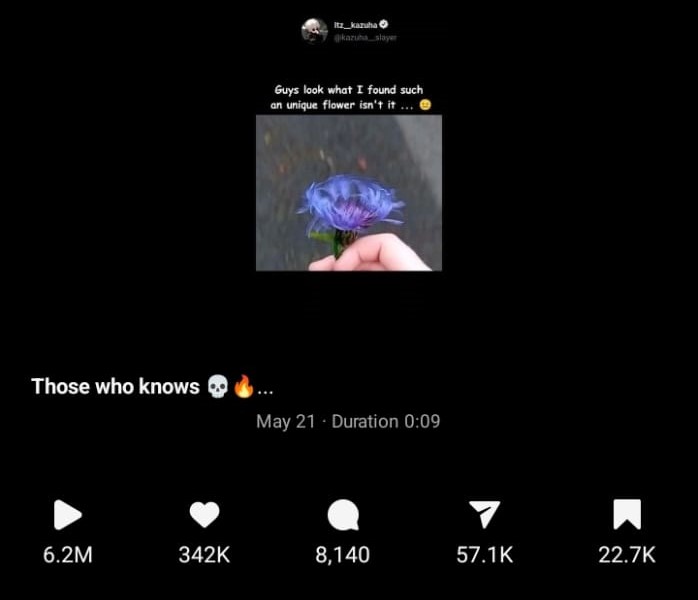 Itz__kazuha
@kazuha__slayer
Guys look what I found such
an unique flower isn't it ... 😐
Those who knows 💀🔥...
May 21 · Duration 0:09
6.2M 342K 8,140 57.1K 22.7K